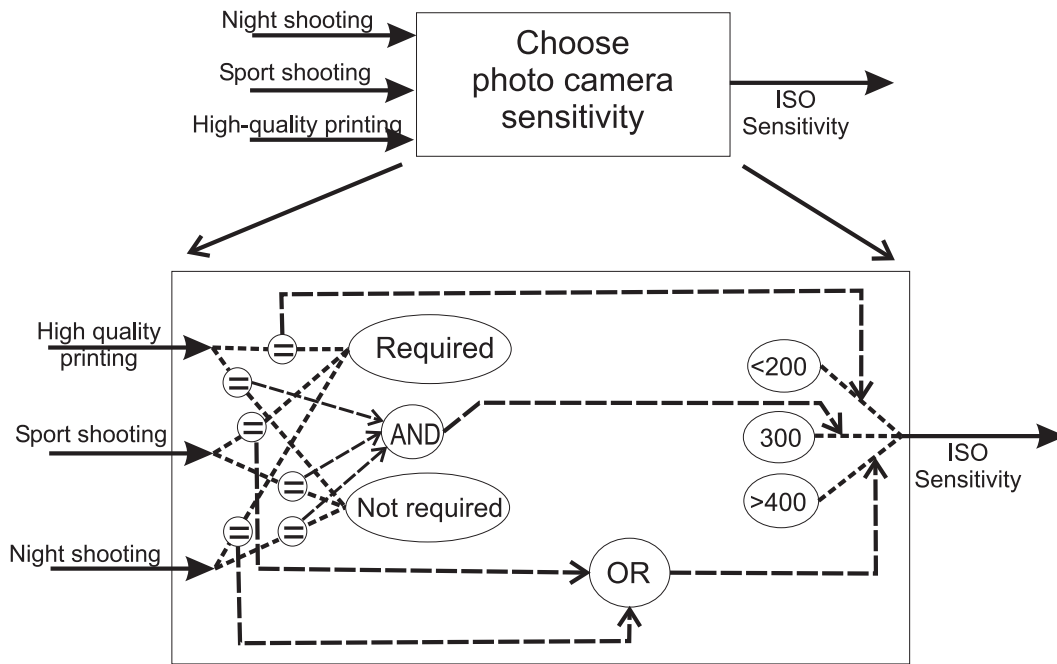 Night shooting
Sport shooting
High-quality printing
Choose
photo camera
sensitivity
ISO
Sensitivity
High quality
printing
Sport shooting
Night shooting
=
=
=
=
=
=
Required
AND
Not required
OR
<200
300
>400
ISO
Sensitivity